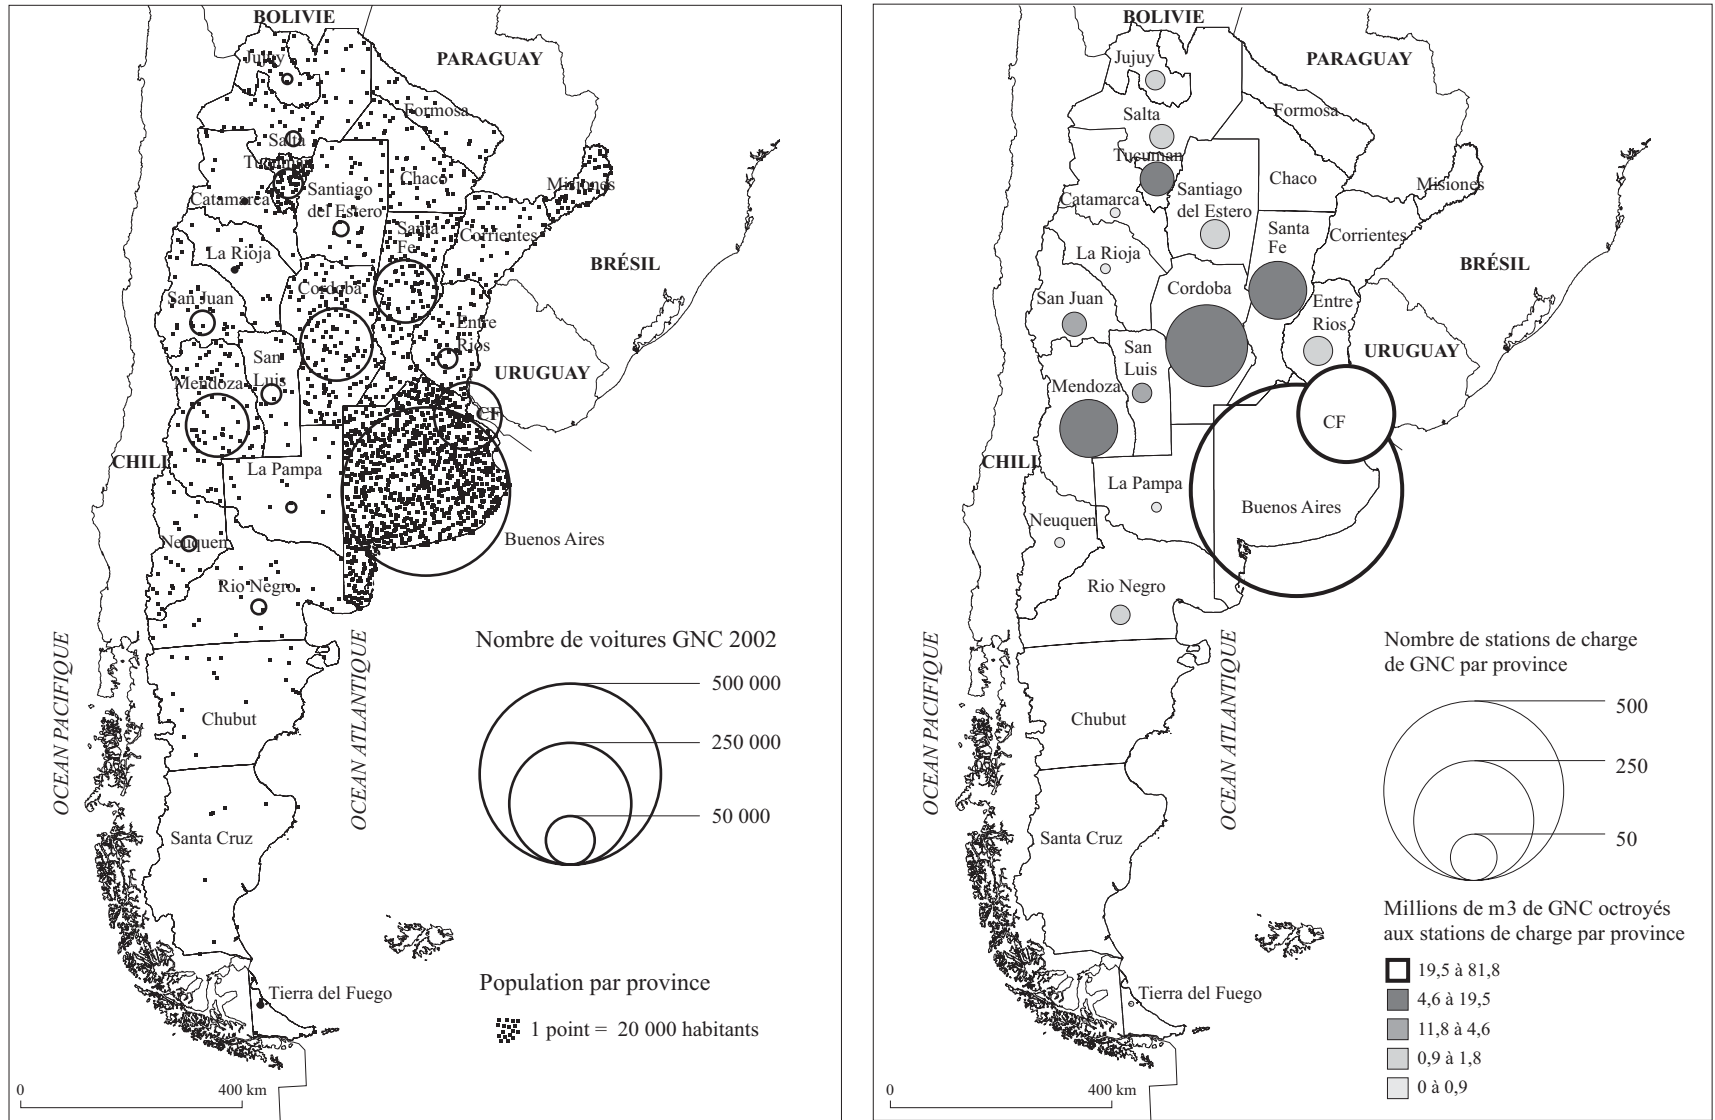 BOLIVIE
Jujuy
PARAGUAY
Formosa
Salta
Tucuman
Chaco
Misiones
Catamarca
Santiago
del Estero
Santa
Fe
Corrientes
La Rioja
BRÉSIL
Cordoba
San Juan
Entre
Rios
San
Luis
URUGUAY
Mendoza
CF
CHILI
La Pampa
Buenos Aires
Neuquen
Rio Negro
OCEAN PACIFIQUE
OCEAN ATLANTIQUE
Nombre de voitures GNC 2002
500 000
250 000
50 000
Chubut
Santa Cruz
Population par province
1 point = 20 000 habitants
Tierra del Fuego
0
400 km
BOLIVIE
Jujuy
PARAGUAY
Formosa
Salta
Tucuman
Chaco
Misiones
Catamarca
Santiago
del Estero
Santa
Fe
Corrientes
La Rioja
BRÉSIL
Cordoba
San Juan
Entre
Rios
San
Luis
URUGUAY
Mendoza
CF
CHILI
La Pampa
Buenos Aires
Neuquen
Rio Negro
OCEAN PACIFIQUE
OCEAN ATLANTIQUE
Nombre de stations de charge
de GNC par province
500
250
50
Chubut
Santa Cruz
Millions de m3 de GNC octroyés
aux stations de charge par province
19,5 à 81,8
4,6 à 19,5
11,8 à 4,6
0,9 à 1,8
0 à 0,9
Tierra del Fuego
0
400 km